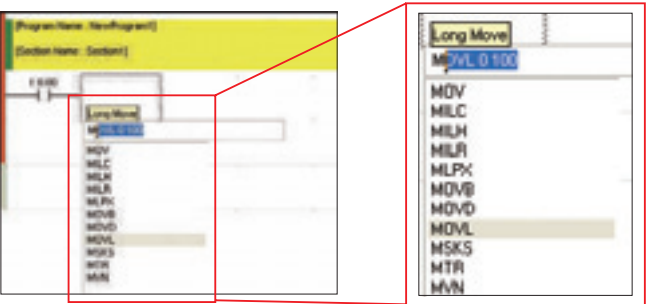 [Program Name : NewProgram1]
[Section Name : Section1]
Long Move
MOVL 0 100
MOV
MILC
MILH
MILR
MLPX
MOVB
MOVD
MOVL
MSKS
MTR
MVN
Long Move
MOVL 0 100
MOV
MILC
MILH
MILR
MLPX
MOVB
MOVD
MOVL
MSKS
MTR
MVN